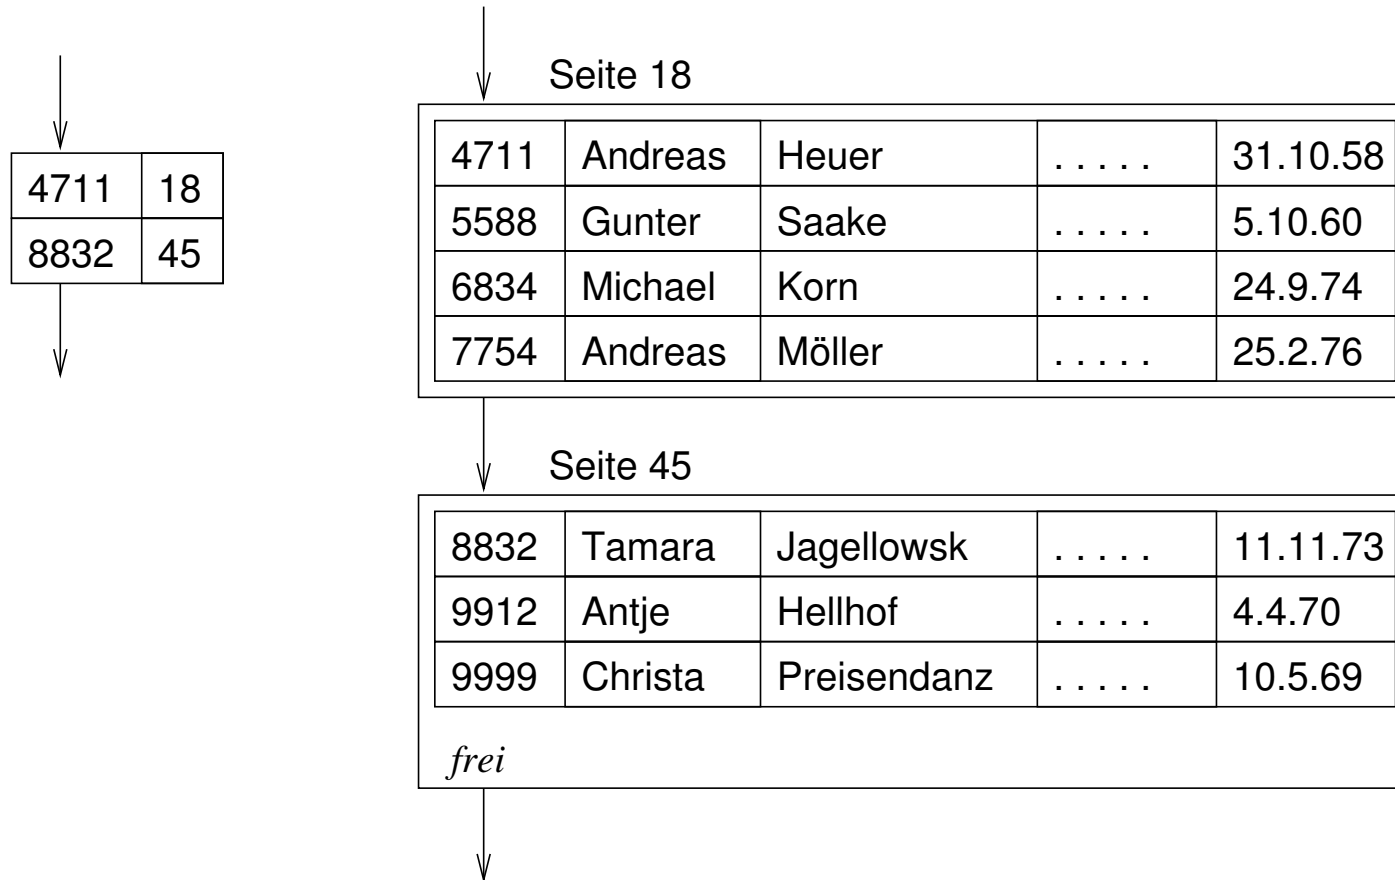 4711 18
8832 45
Seite 18
4711 Andreas Heuer . . . . . 31.10.58
5588 Gunter Saake . . . . . 5.10.60
6834 Michael Korn . . . . . 24.9.74
7754 Andreas Möller . . . . . 25.2.76
Seite 45
8832 Tamara Jagellowsk . . . . . 11.11.73
9912 Antje Hellhof . . . . . 4.4.70
9999 Christa Preisendanz . . . . . 10.5.69
frei